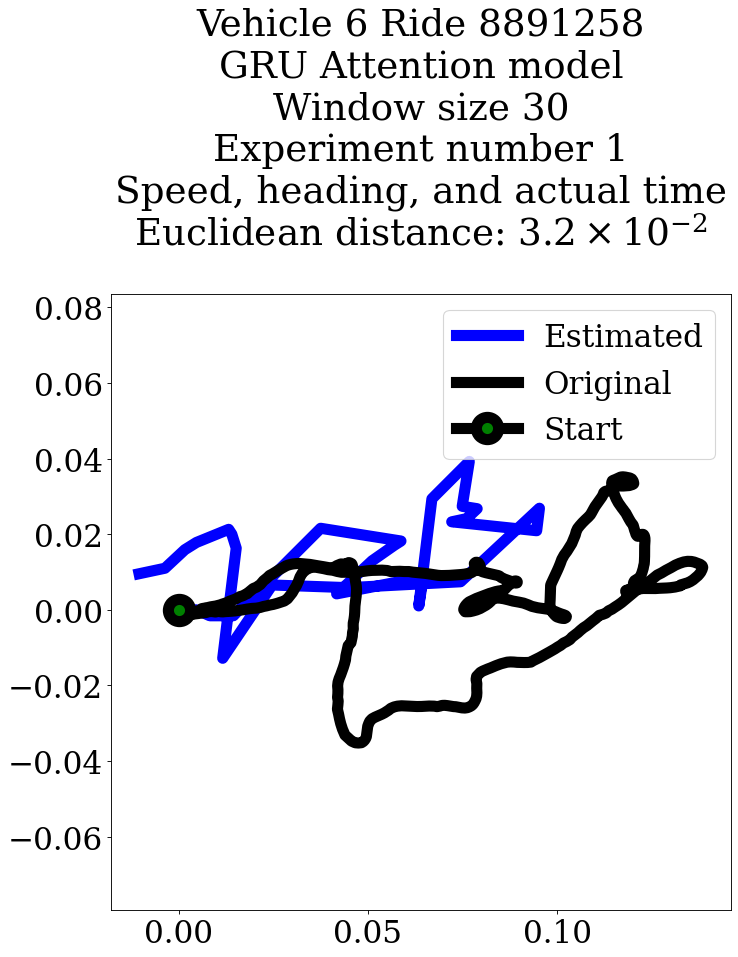 Vehicle 6 Ride 8891258
GRU Attention model
Window size 30
Experiment number 1
Speed, heading, and actual time
Euclidean distance: 3.2 × 10⁻²
0.08
0.06
0.04
0.02
0.00
−0.02
−0.04
−0.06
Estimated
Original
Start
0.00 0.05 0.10